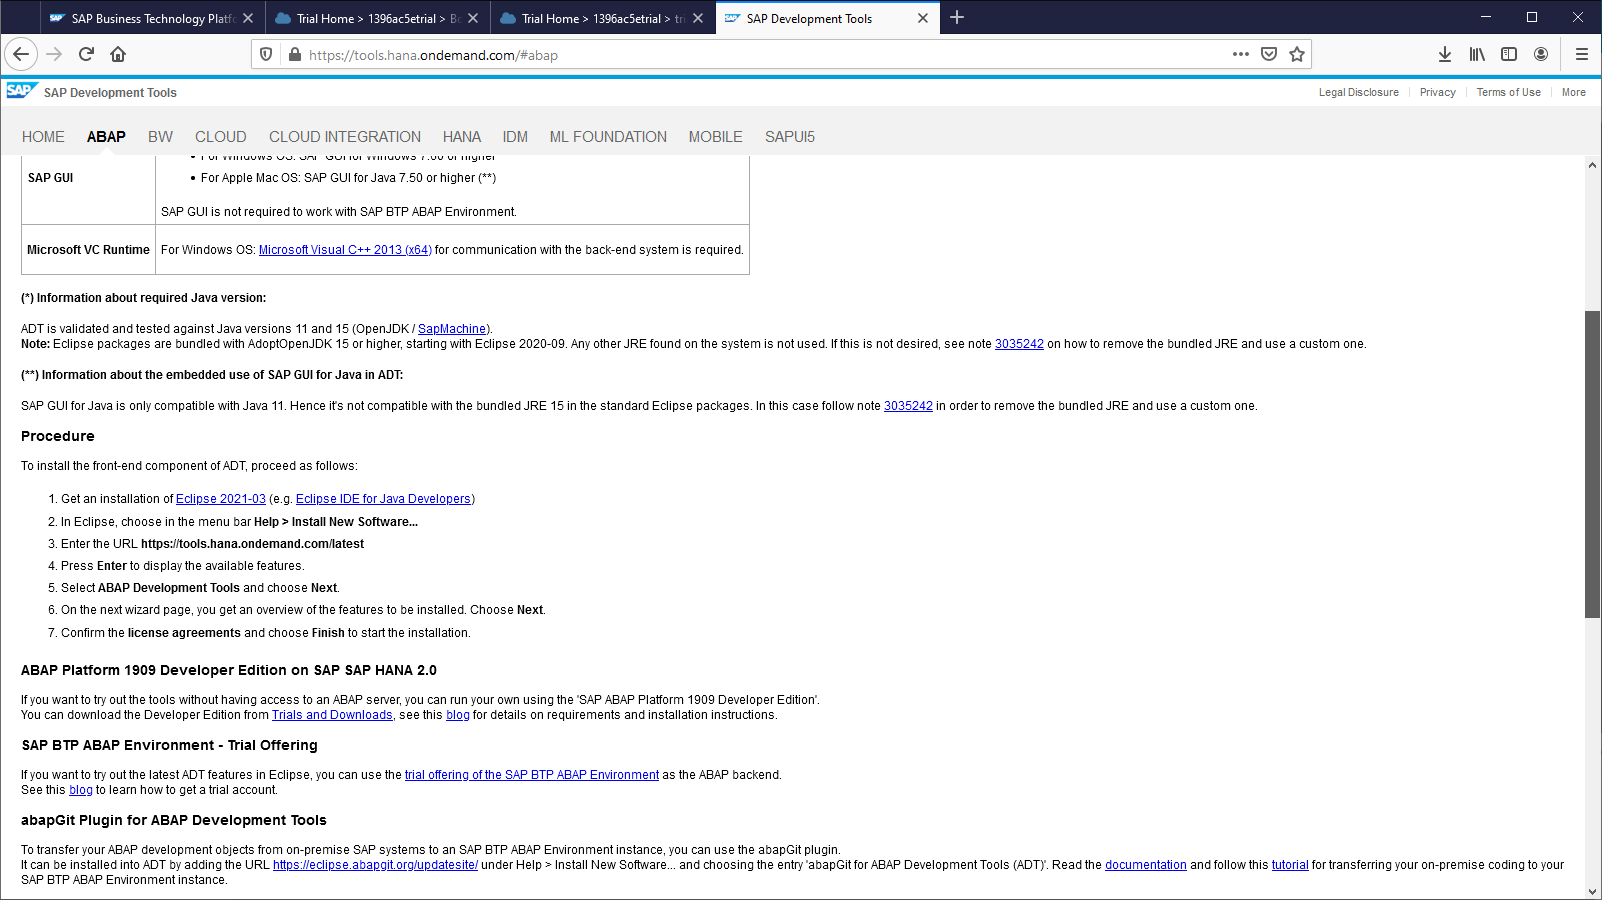 SAP Business Technology Platfo
Trial Home > 1396ac5etrial > Bo
Trial Home > 1396ac5etrial > tri
SAP Development Tools
https://tools.hana.ondemand.com/#abap
SAP SAP Development Tools
Legal Disclosure Privacy Terms of Use More
HOME ABAP BW CLOUD CLOUD INTEGRATION HANA IDM ML FOUNDATION MOBILE SAPUI5
• For Windows OS: SAP GUI for Windows 7.60 or higher
SAP GUI
• For Apple Mac OS: SAP GUI for Java 7.50 or higher (**)
SAP GUI is not required to work with SAP BTP ABAP Environment.
Microsoft VC Runtime For Windows OS: Microsoft Visual C++ 2013 (x64) for communication with the back-end system is required.
(*) Information about required Java version:
ADT is validated and tested against Java versions 11 and 15 (OpenJDK / SapMachine).
Note: Eclipse packages are bundled with AdoptOpenJDK 15 or higher, starting with Eclipse 2020-09. Any other JRE found on the system is not used. If this is not desired, see note 3035242 on how to remove the bundled JRE and use a custom one.
(**) Information about the embedded use of SAP GUI for Java in ADT:
SAP GUI for Java is only compatible with Java 11. Hence it's not compatible with the bundled JRE 15 in the standard Eclipse packages. In this case follow note 3035242 in order to remove the bundled JRE and use a custom one.
Procedure
To install the front-end component of ADT, proceed as follows:
1. Get an installation of Eclipse 2021-03 (e.g. Eclipse IDE for Java Developers)
2. In Eclipse, choose in the menu bar Help > Install New Software...
3. Enter the URL https://tools.hana.ondemand.com/latest
4. Press Enter to display the available features.
5. Select ABAP Development Tools and choose Next.
6. On the next wizard page, you get an overview of the features to be installed. Choose Next.
7. Confirm the license agreements and choose Finish to start the installation.
ABAP Platform 1909 Developer Edition on SAP SAP HANA 2.0
If you want to try out the tools without having access to an ABAP server, you can run your own using the 'SAP ABAP Platform 1909 Developer Edition'.
You can download the Developer Edition from Trials and Downloads, see this blog for details on requirements and installation instructions.
SAP BTP ABAP Environment - Trial Offering
If you want to try out the latest ADT features in Eclipse, you can use the trial offering of the SAP BTP ABAP Environment as the ABAP backend.
See this blog to learn how to get a trial account.
abapGit Plugin for ABAP Development Tools
To transfer your ABAP development objects from on-premise SAP systems to an SAP BTP ABAP Environment instance, you can use the abapGit plugin.
It can be installed into ADT by adding the URL https://eclipse.abapgit.org/updatesite/ under Help > Install New Software... and choosing the entry 'abapGit for ABAP Development Tools (ADT)'. Read the documentation and follow this tutorial for transferring your on-premise coding to your
SAP BTP ABAP Environment instance.